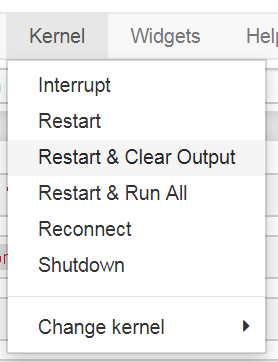 Kernel Widgets Help
Interrupt
Restart
Restart & Clear Output
Restart & Run All
Reconnect
Shutdown
Change kernel